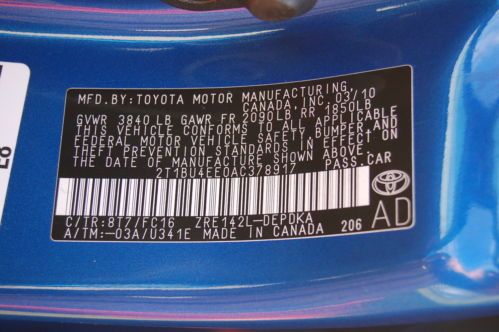 MFD. BY: TOYOTA MOTOR MANUFACTURING,
CANADA, INC. 03/10
GVWR 3840 LB GAWR FR 2090LB RR 1850LB
THIS VEHICLE CONFORMS TO ALL APPLICABLE
FEDERAL MOTOR VEHICLE SAFETY, BUMPER, AND
THEFT PREVENTION STANDARDS IN EFFECT ON
THE DATE OF MANUFACTURE SHOWN ABOVE.
2T1BU4EE0AC378917 PASS.CAR
C/TR: 8T7/FC16 ZRE142L-DEPDKA
A/TM: -03A/U341E MADE IN CANADA 206
AD